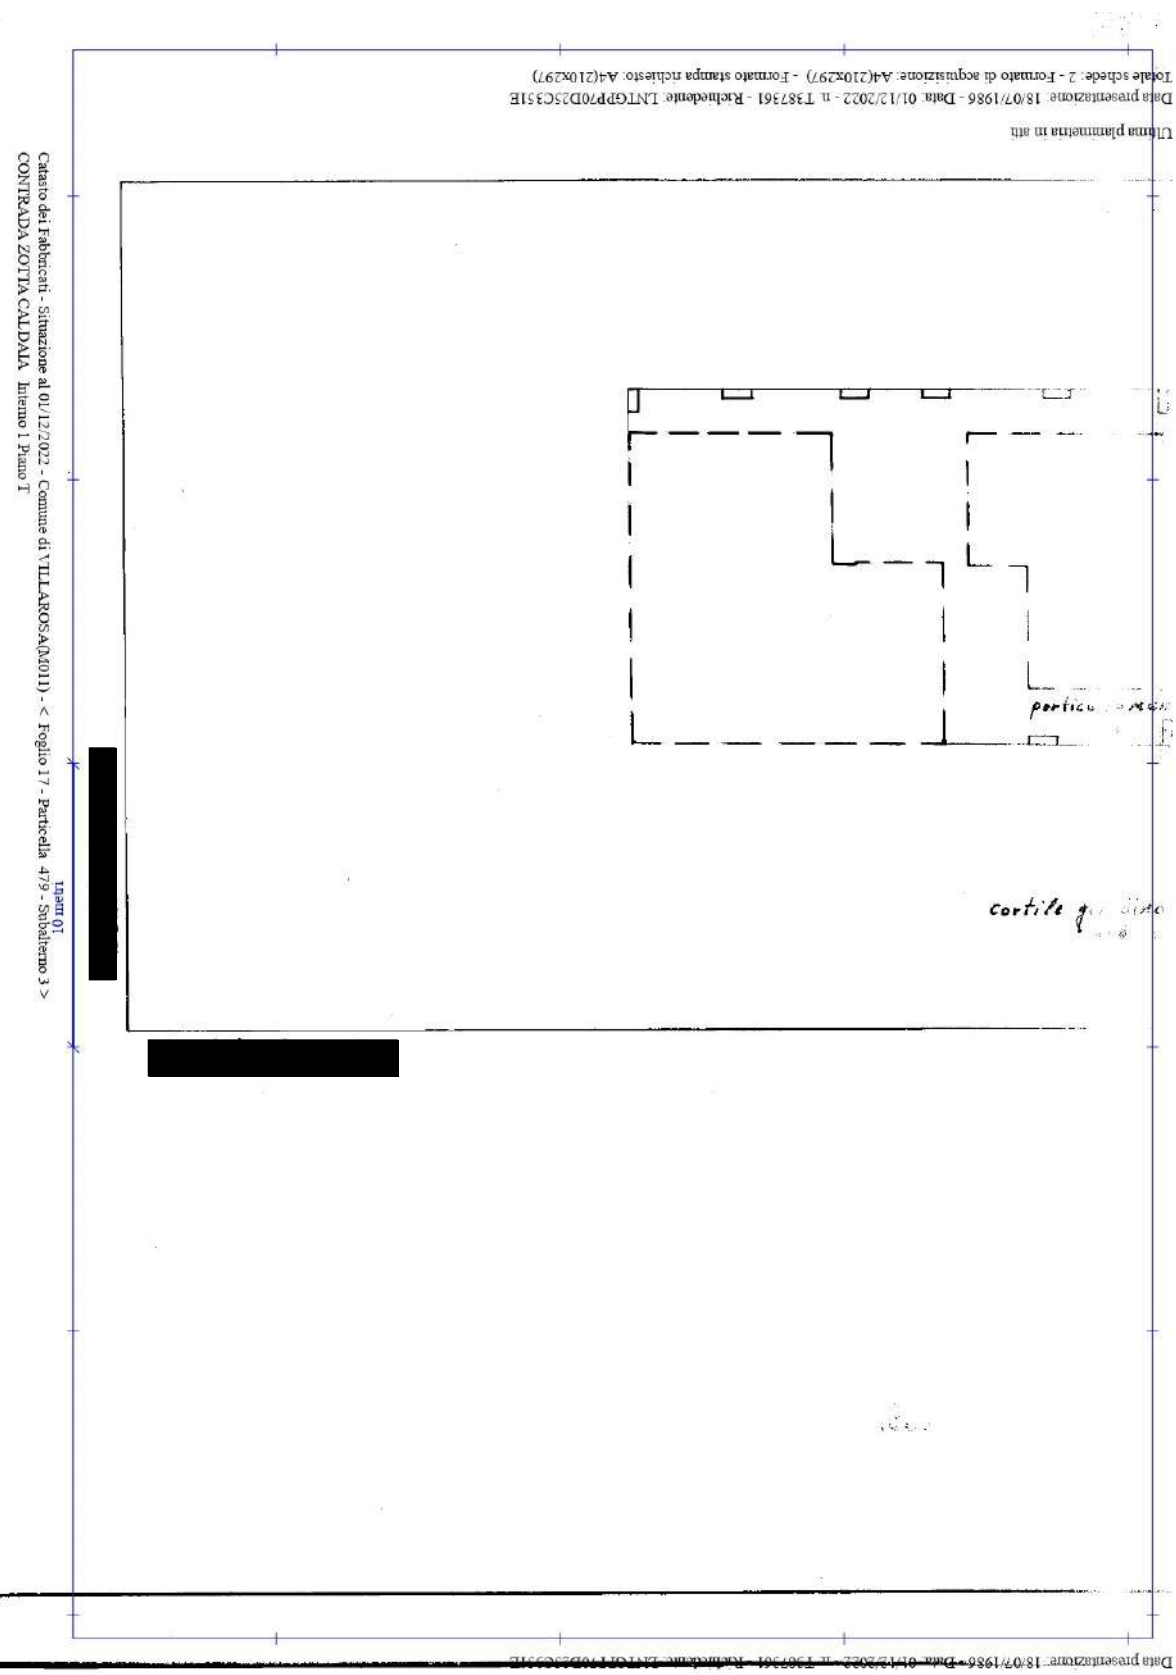 Ultima planimetria in atti
Data presentazione: 18/07/1986 - Data: 01/12/2022 - n. T387361 - Richiedente: LNTGPP70D25C351E
Totale schede: 2 - Formato di acquisizione: A4(210x297) - Formato stampa richiesto: A4(210x297)
Catasto dei Fabbricati - Situazione al 01/12/2022 - Comune di VILLAROSA(M011) - < Foglio 17 - Particella 479 - Subalterno 3 >
CONTRADA ZOTTA CALDAIA Interno 1 Piano T
10 metri
cortile
Data presentazione: 18/07/1986 - Data: 01/12/2022 - n. T387361 - Richiedente: LNTGPP70D25C351E